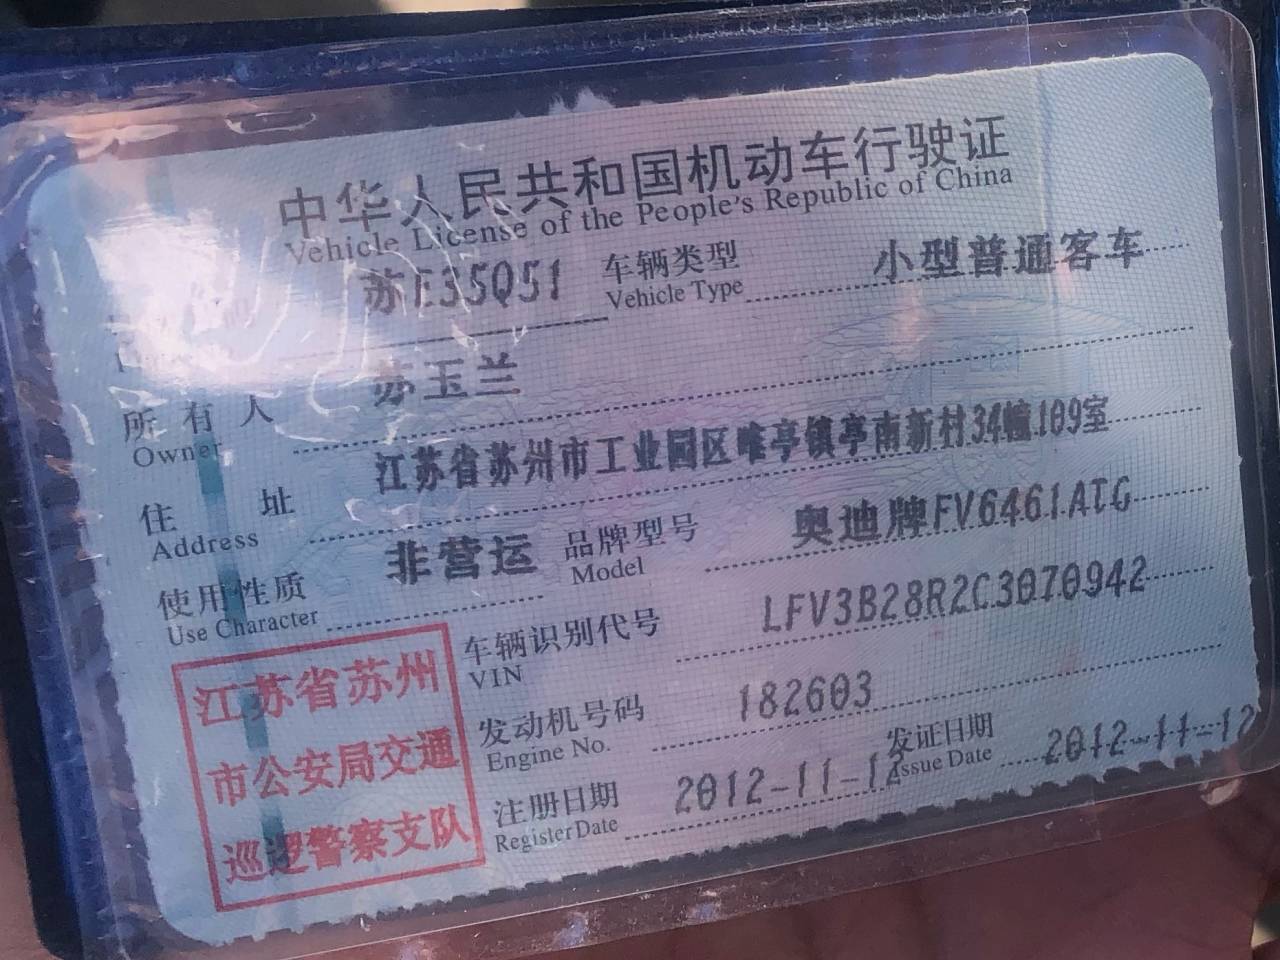 中华人民共和国机动车行驶证
Vehicle License of the People's Republic of China
苏E35Q51 车辆类型 小型普通客车
Vehicle Type
所有人 苏玉兰
Owner
住址 江苏省苏州市工业园区唯亭镇亭南新村34幢109室
Address
使用性质 非营运 品牌型号 奥迪牌FV6461ATG
Use Character Model
车辆识别代号 LFV3B28R2C3070942
VIN
发动机号码 182603
Engine No.
注册日期 2012-11-12 发证日期 2012-11-12
Register Date Issue Date
江苏省苏州
市公安局交通
巡逻警察支队